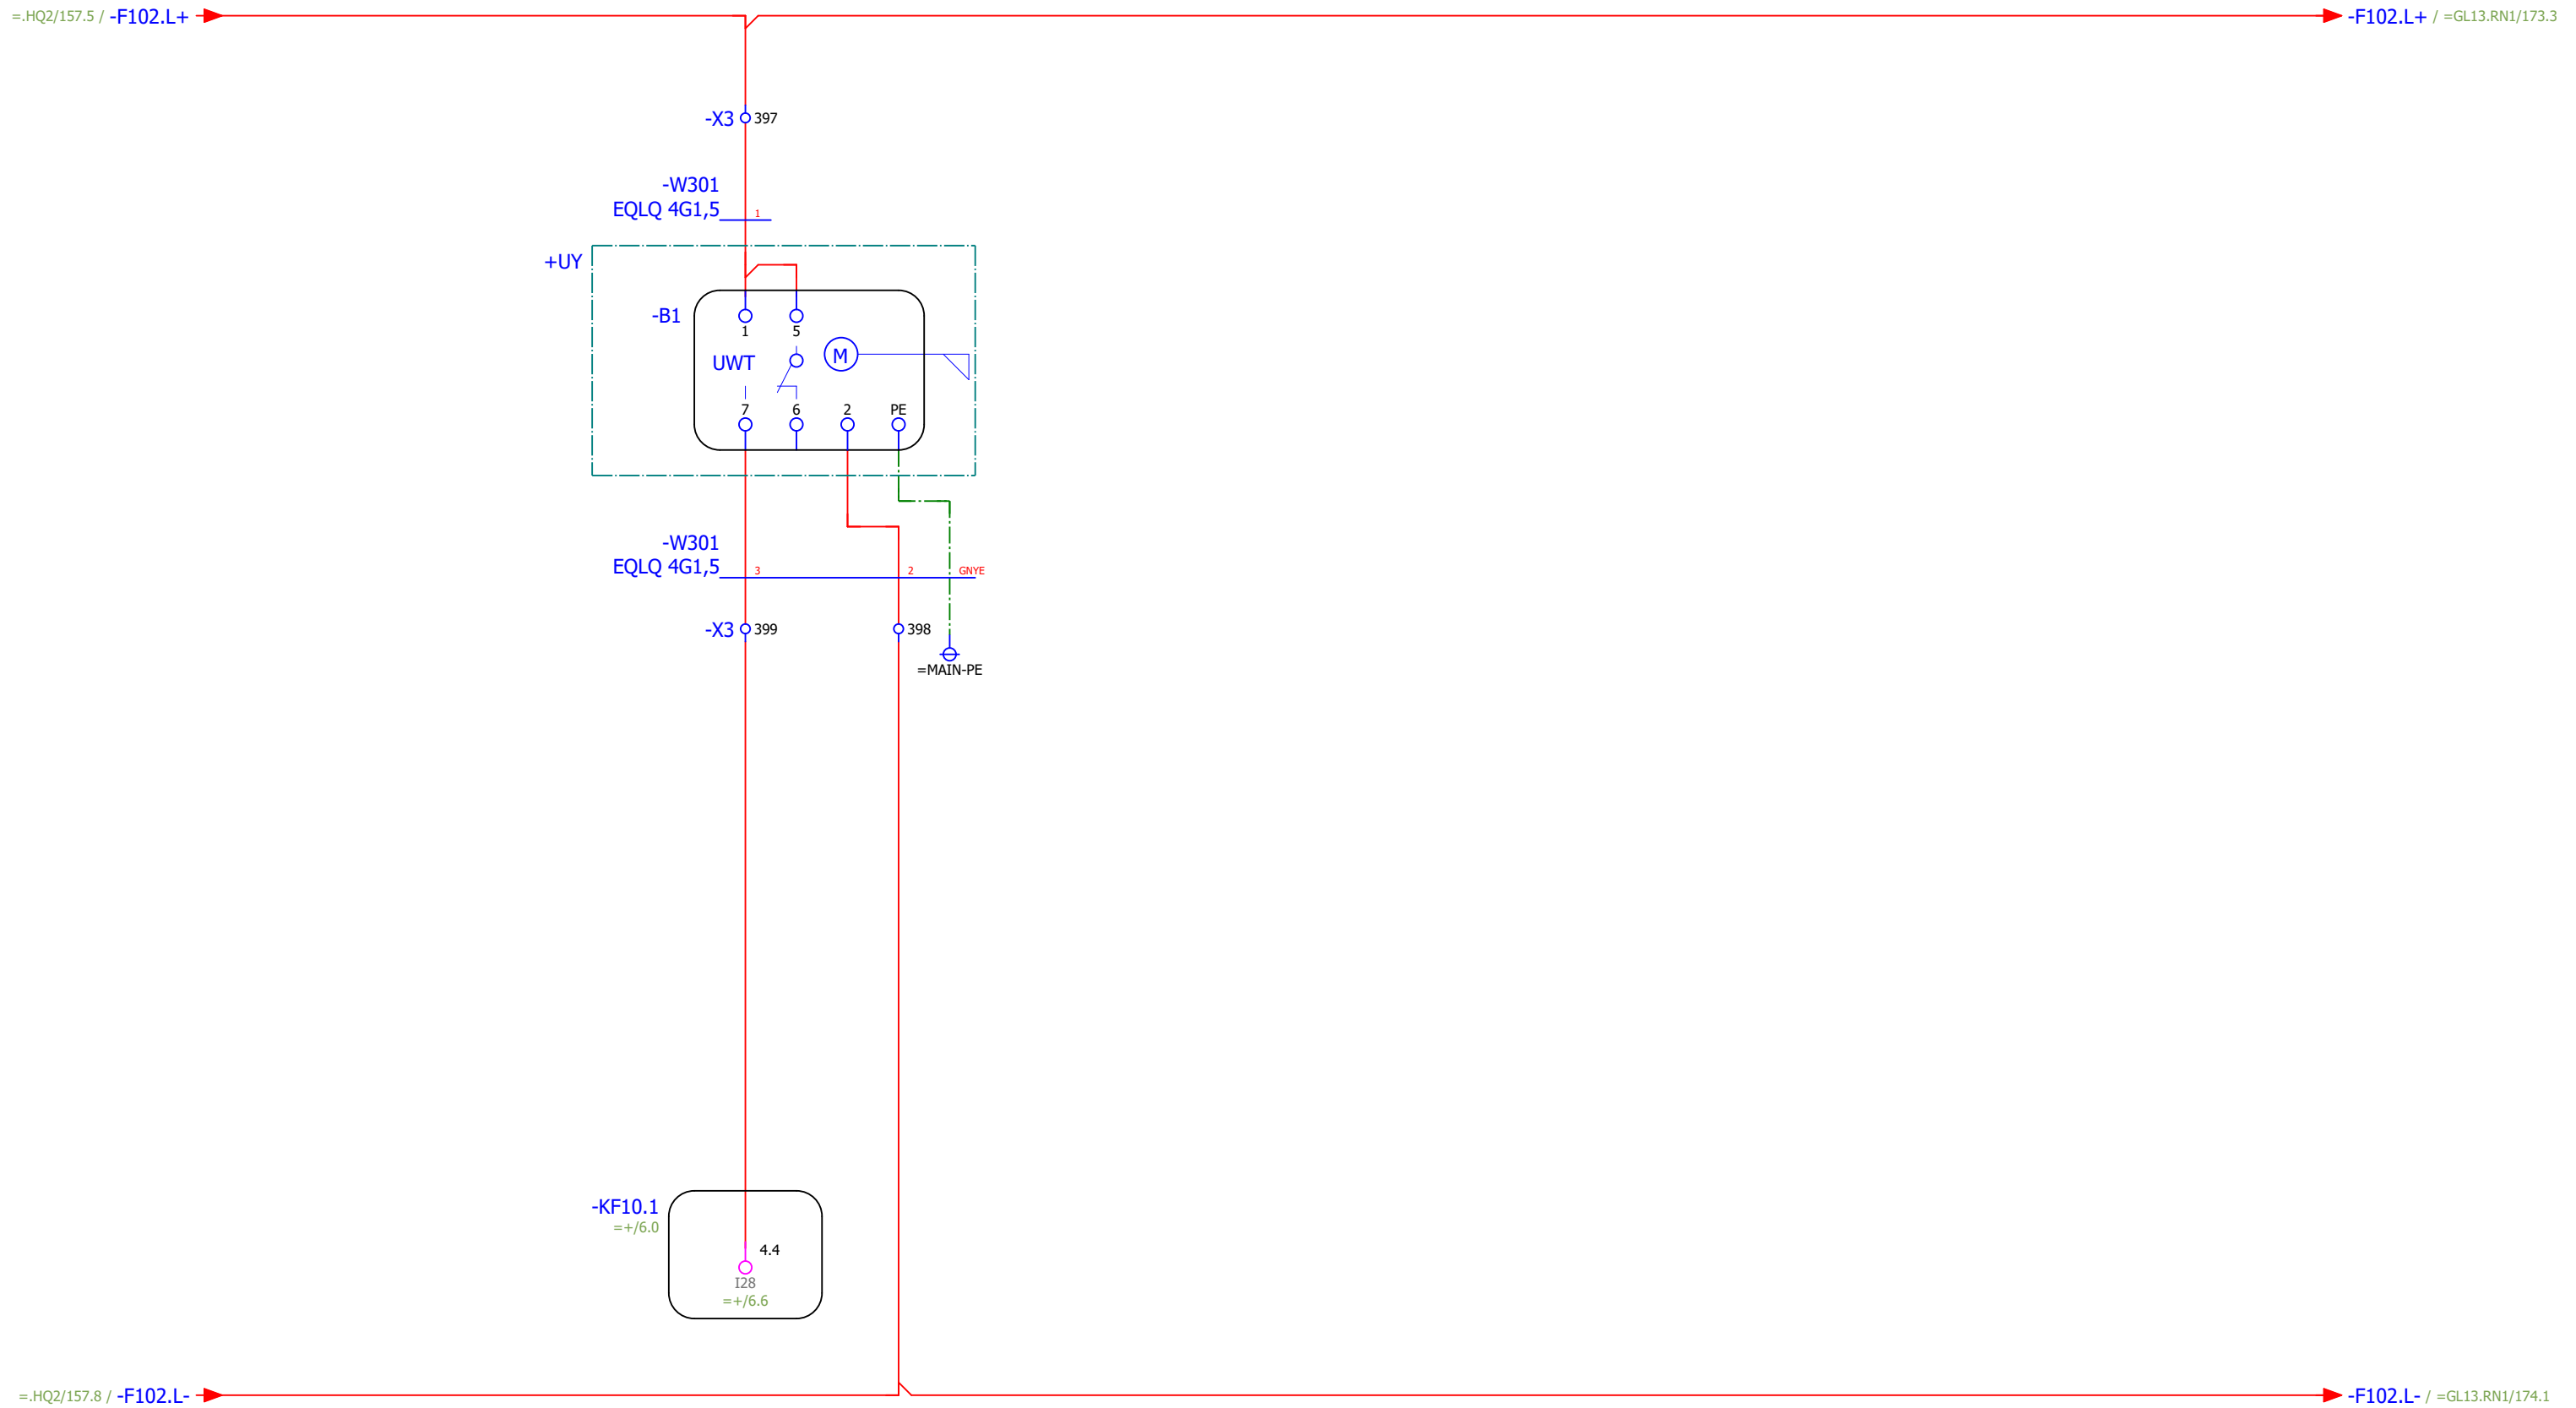 =.HQ2/157.5 / -F102.L+
-F102.L+ / =GL13.RN1/173.3
-X3 397
-W301
EQLQ 4G1,5 1
+UY
-B1
1 5
UWT M
7 6 2 PE
-W301
EQLQ 4G1,5 3 2 GNYE
-X3 399 398
=MAIN-PE
-KF10.1
=+/6.0
4.4
I28
=+/6.6
=.HQ2/157.8 / -F102.L-
-F102.L- / =GL13.RN1/174.1